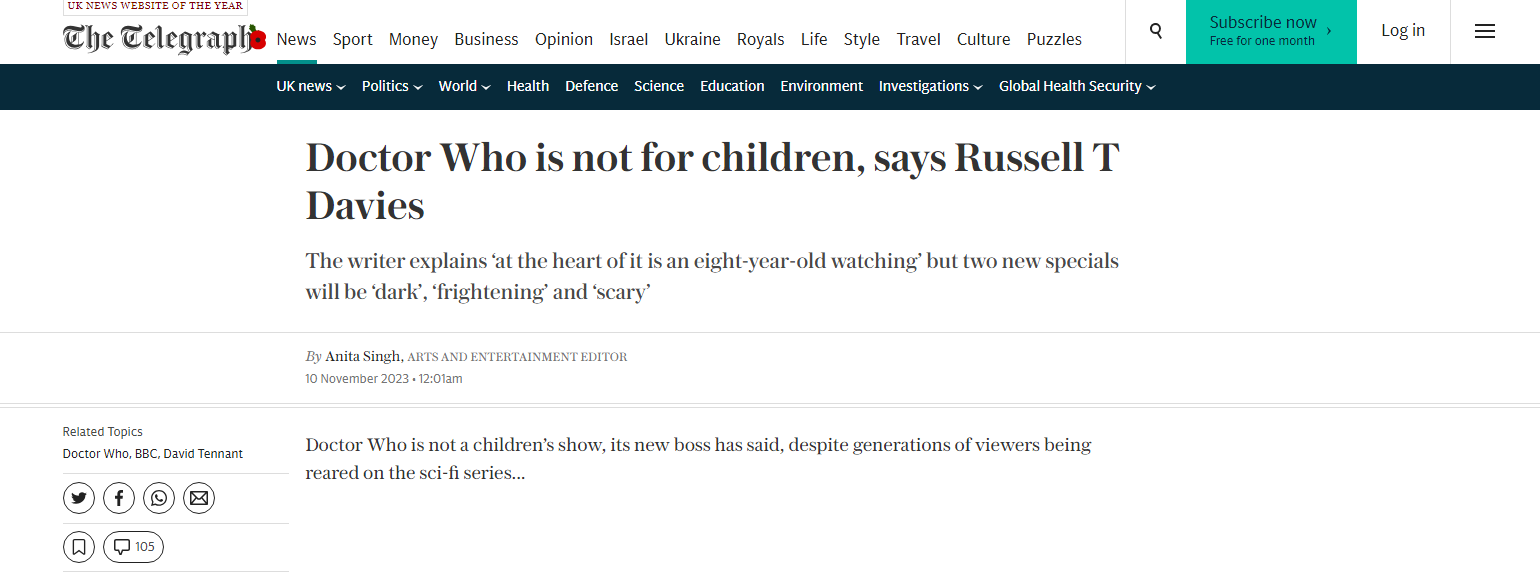 UK NEWS WEBSITE OF THE YEAR
The Telegraph
News Sport Money Business Opinion Israel Ukraine Royals Life Style Travel Culture Puzzles
Subscribe now
Free for one month
Log in
UK news Politics World Health Defence Science Education Environment Investigations Global Health Security
Doctor Who is not for children, says Russell T
Davies
The writer explains ‘at the heart of it is an eight-year-old watching’ but two new specials
will be ‘dark’, ‘frightening’ and ‘scary’
By Anita Singh, ARTS AND ENTERTAINMENT EDITOR
10 November 2023 • 12:01am
Related Topics
Doctor Who, BBC, David Tennant
Doctor Who is not a children’s show, its new boss has said, despite generations of viewers being
reared on the sci-fi series...
105